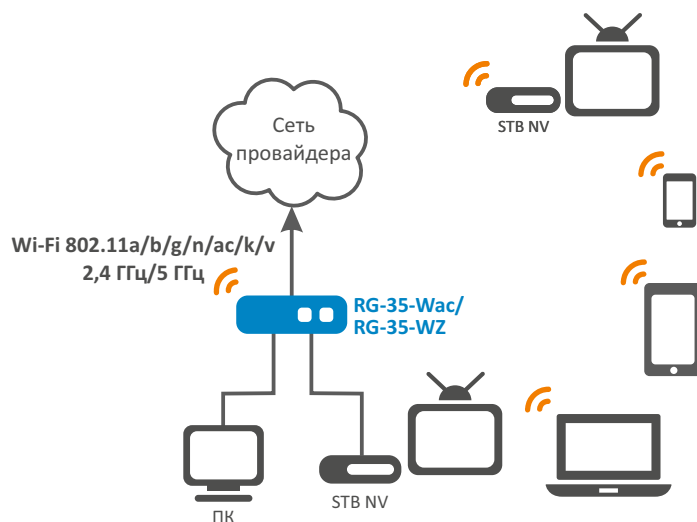 STB NV
Сеть
провайдера
Wi-Fi 802.11a/b/g/n/ac/k/v
2,4 ГГц/5 ГГц
RG-35-Wac/
RG-35-WZ
ПК
STB NV